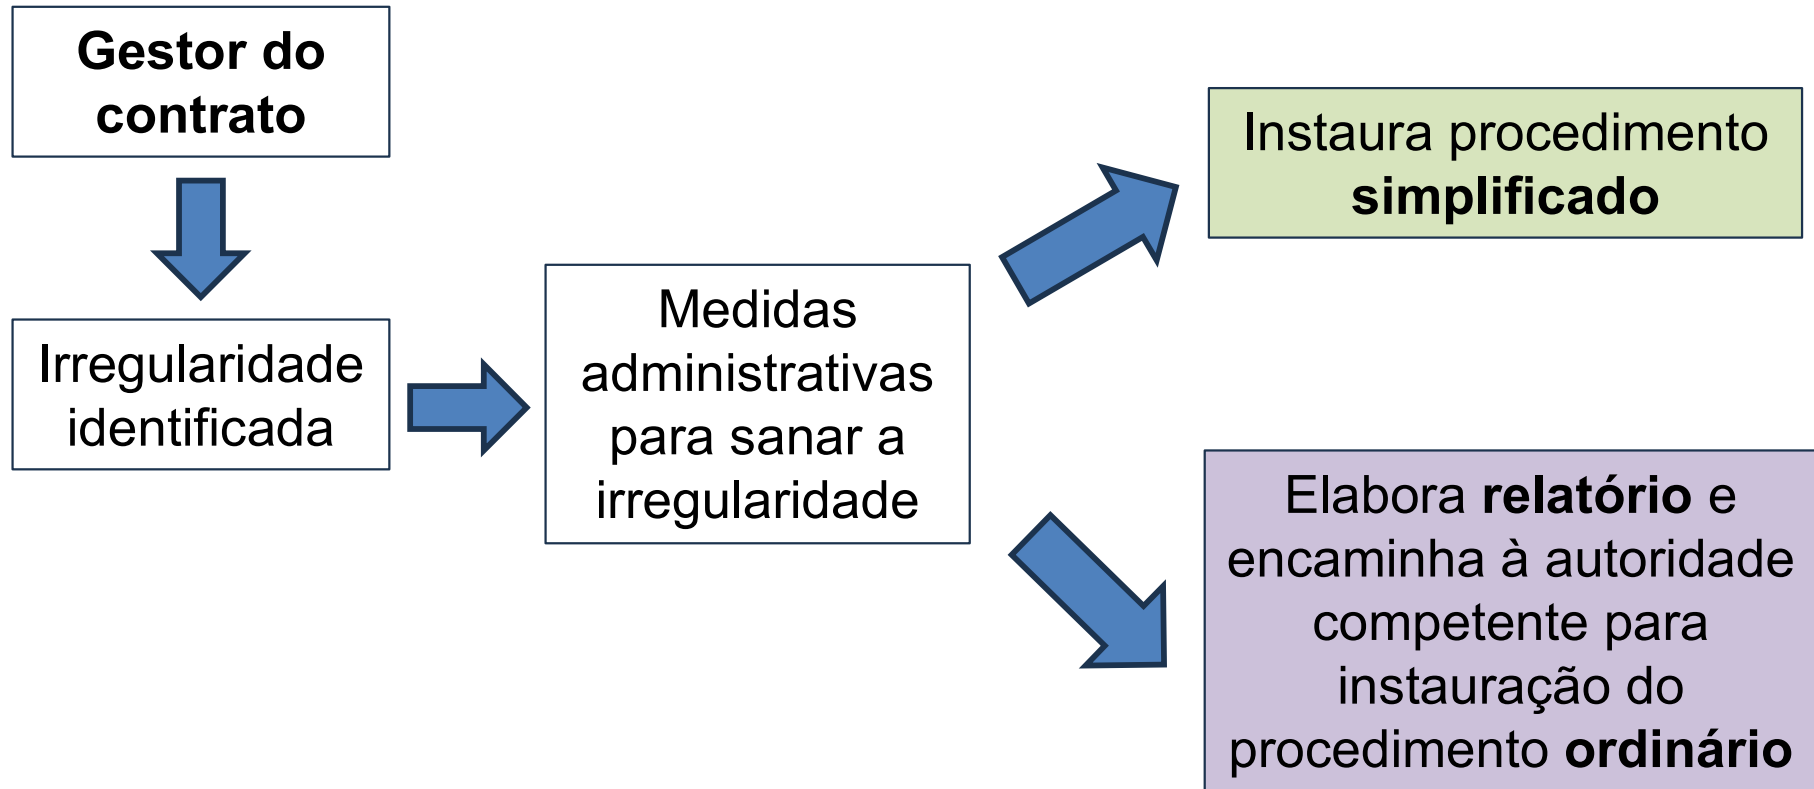 Gestor do
contrato
Irregularidade
identificada
Medidas
administrativas
para sanar a
irregularidade
Instaura procedimento
simplificado
Elabora relatório e
encaminha à autoridade
competente para
instauração do
procedimento ordinário